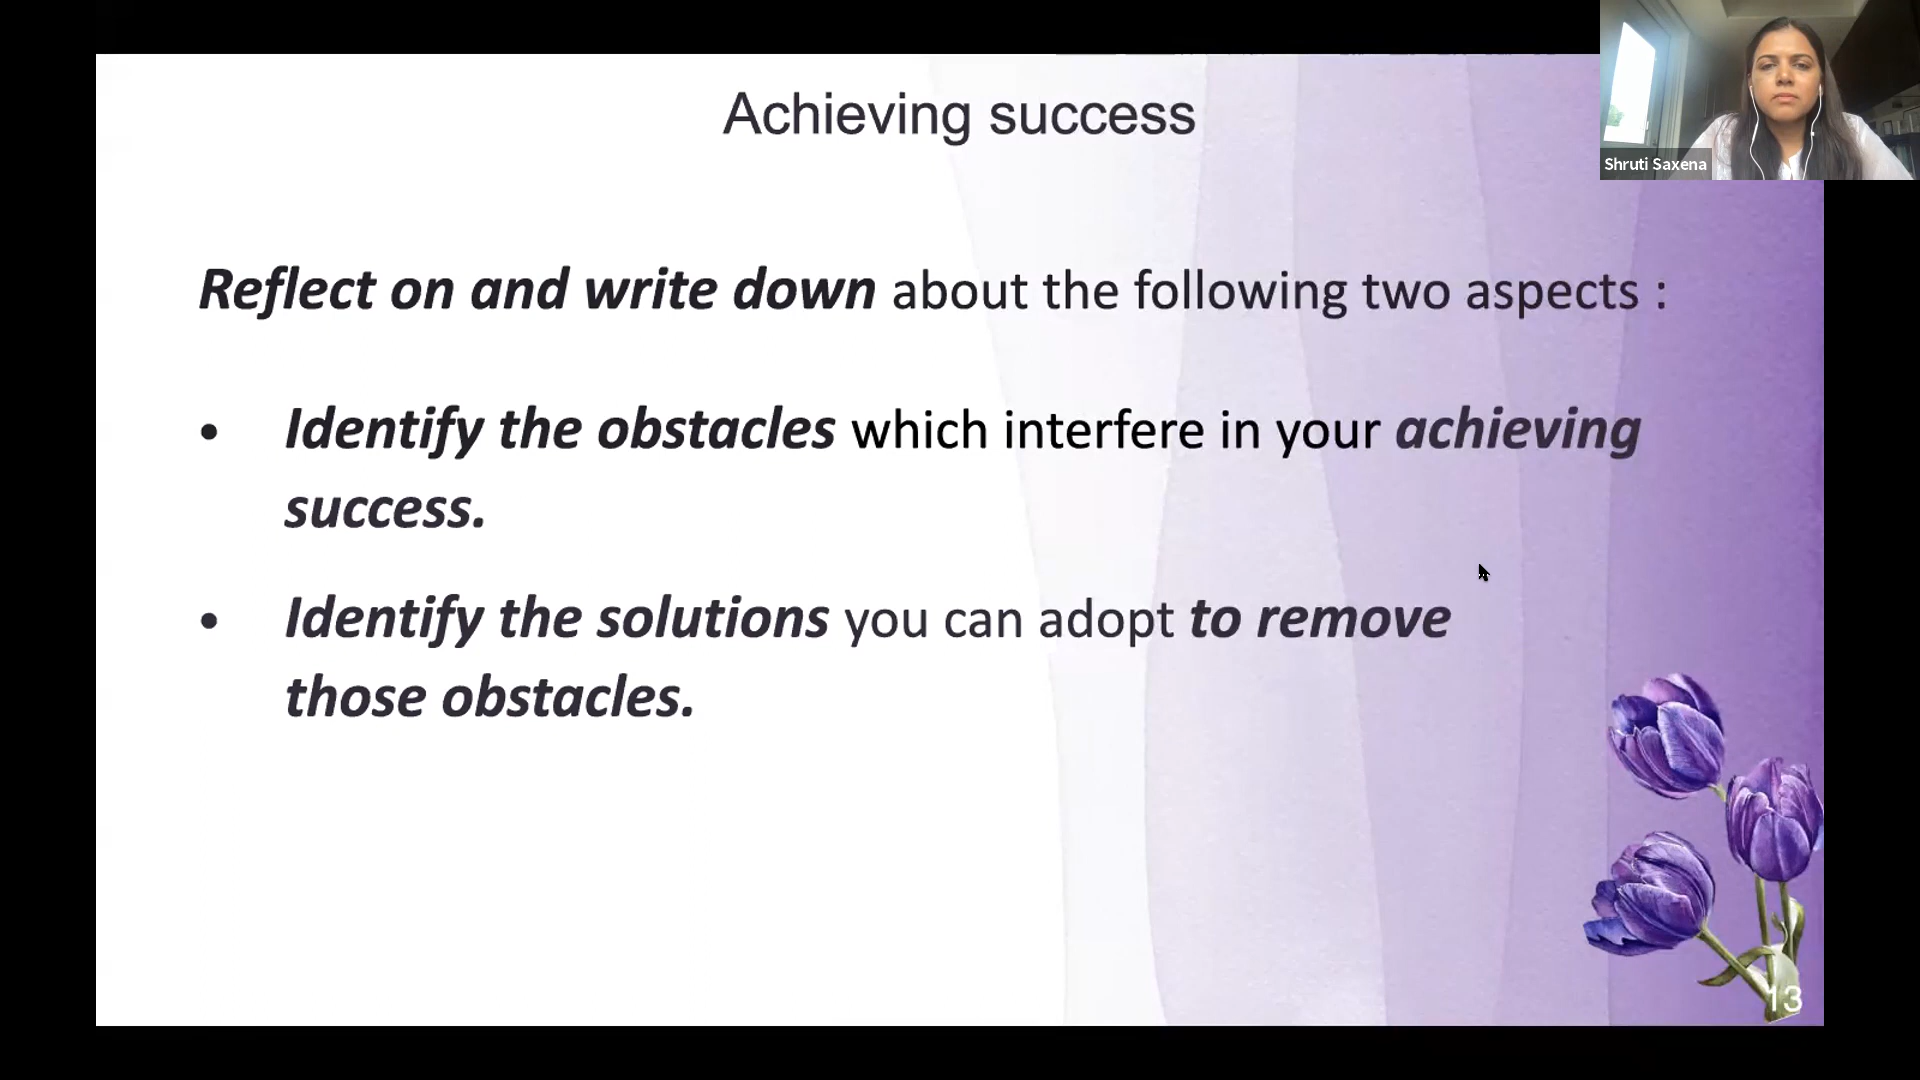 Achieving success
Shruti Saxena
Reflect on and write down about the following two aspects :
• Identify the obstacles which interfere in your achieving
success.
• Identify the solutions you can adopt to remove
those obstacles.
13